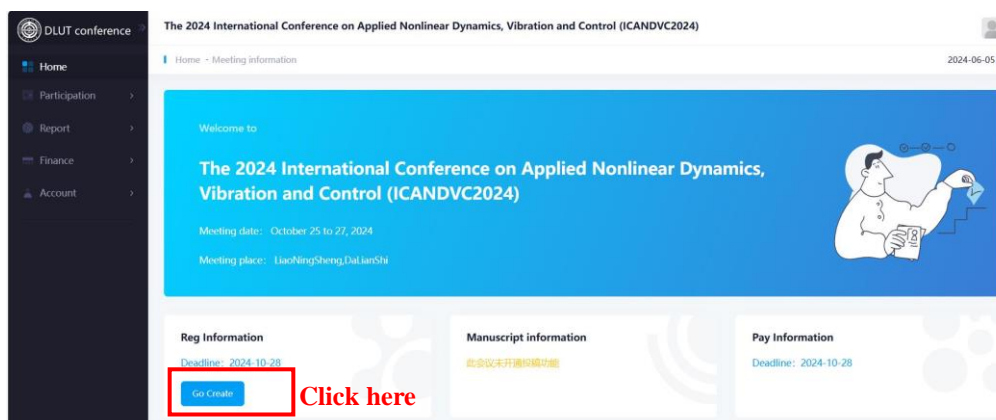 DLUT conference
The 2024 International Conference on Applied Nonlinear Dynamics, Vibration and Control (ICANDVC2024)
Home
Home - Meeting information
2024-06-05
Participation
Report
Finance
Account
Welcome to
The 2024 International Conference on Applied Nonlinear Dynamics,
Vibration and Control (ICANDVC2024)
Meeting date: October 25 to 27, 2024
Meeting place: LiaoNingSheng,DaLianShi
Reg Information
Deadline: 2024-10-28
Go Create
Click here
Manuscript information
此会议未开通投稿功能
Pay Information
Deadline: 2024-10-28